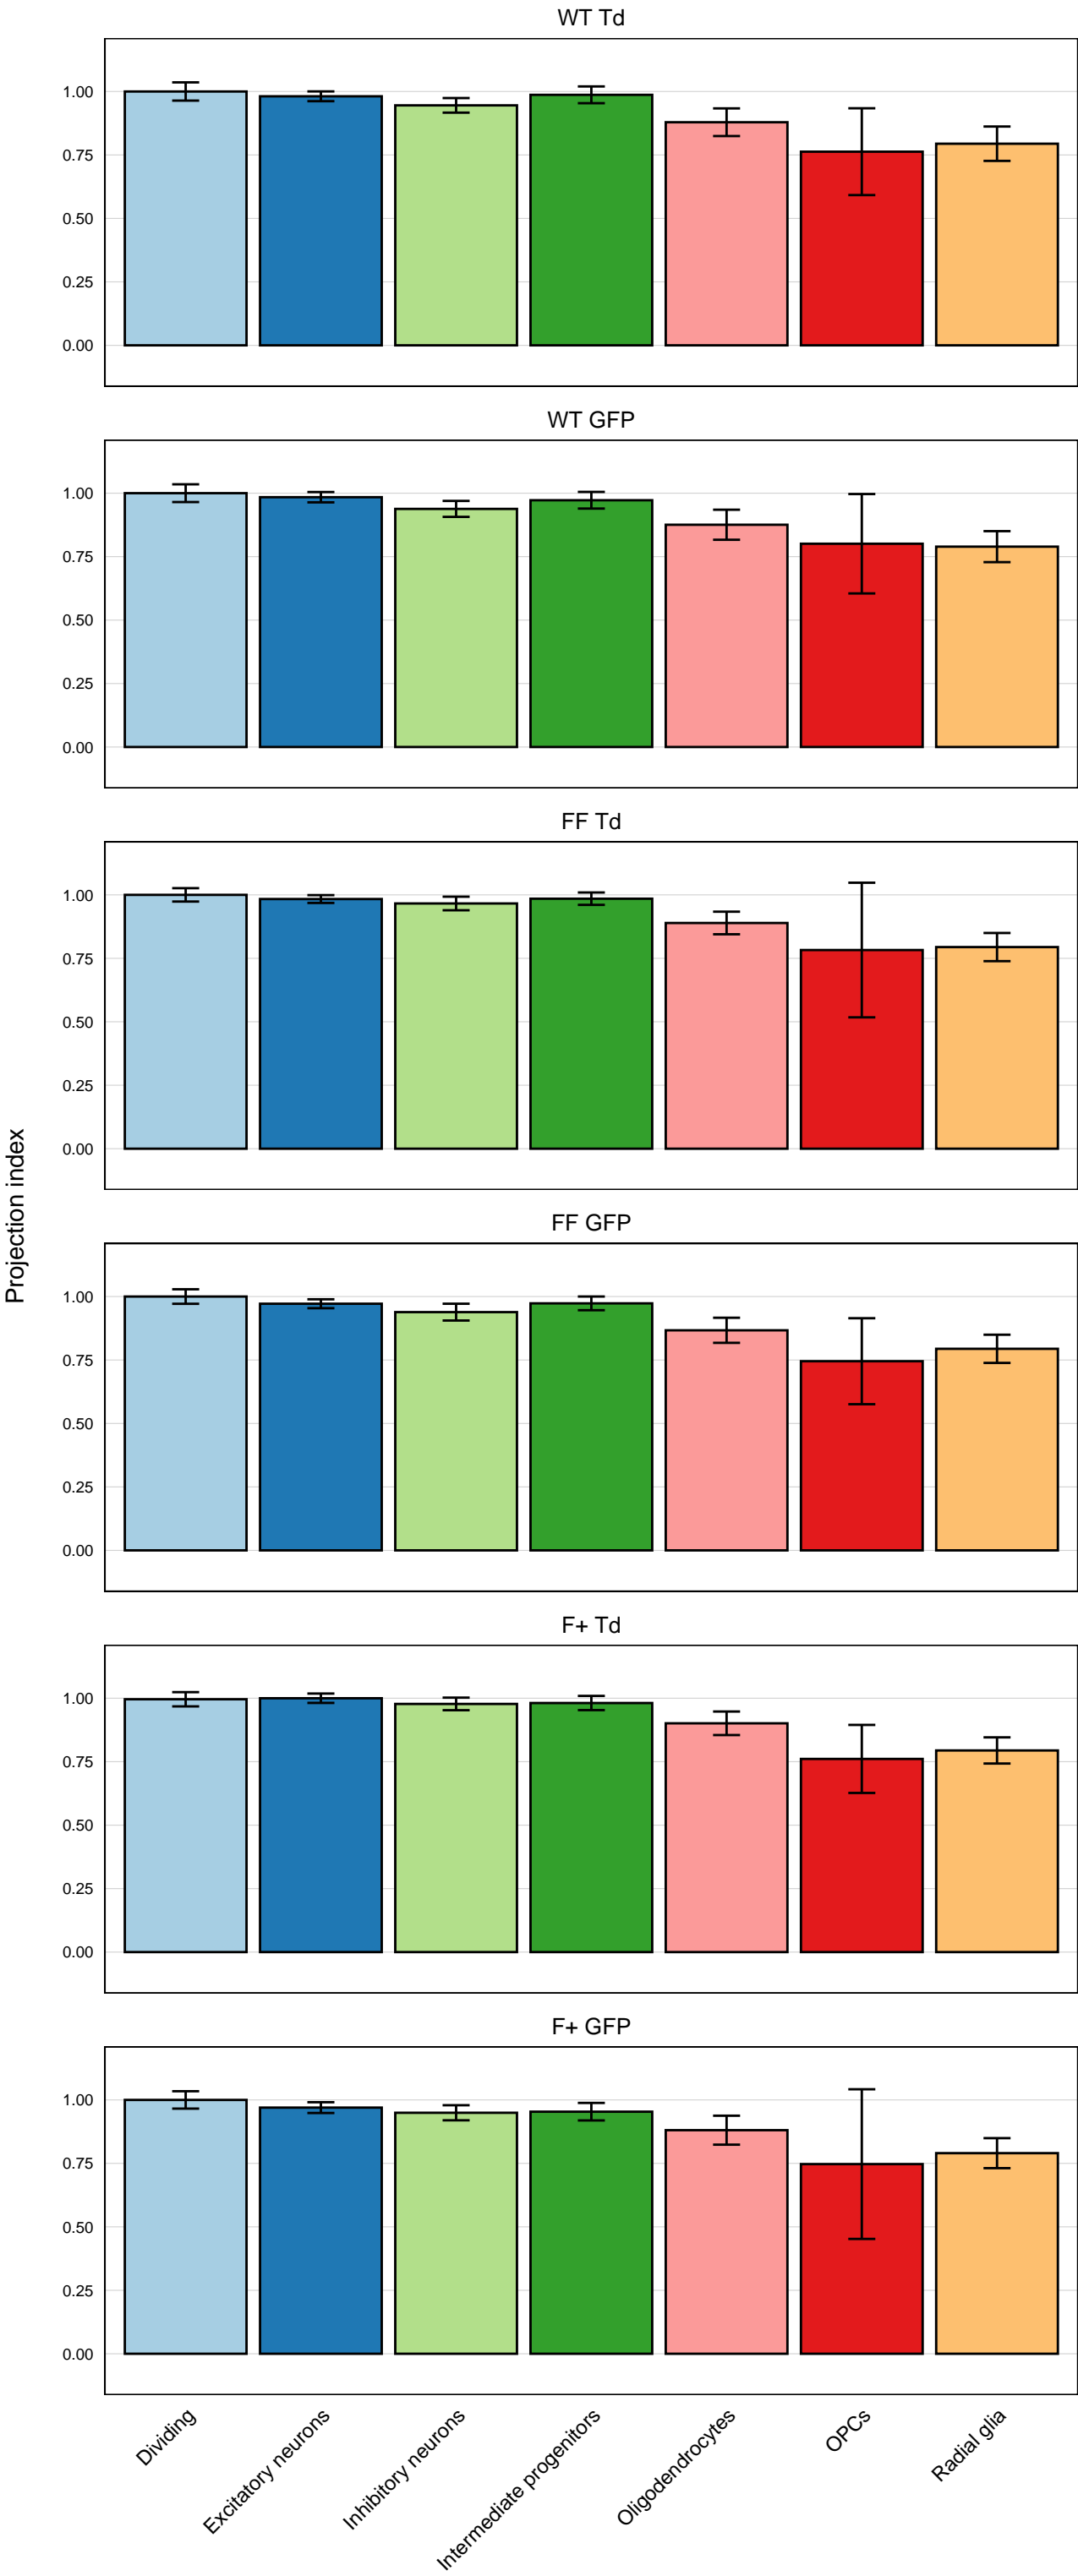 WT Td
1.00
0.75
0.50
0.25
0.00
WT GFP
1.00
0.75
0.50
0.25
0.00
FF Td
1.00
0.75
0.50
0.25
0.00
Projection index
FF GFP
1.00
0.75
0.50
0.25
0.00
F+ Td
1.00
0.75
0.50
0.25
0.00
F+ GFP
1.00
0.75
0.50
0.25
0.00
Dividing
Excitatory neurons
Inhibitory neurons
Intermediate progenitors
Oligodendrocytes
OPCs
Radial glia